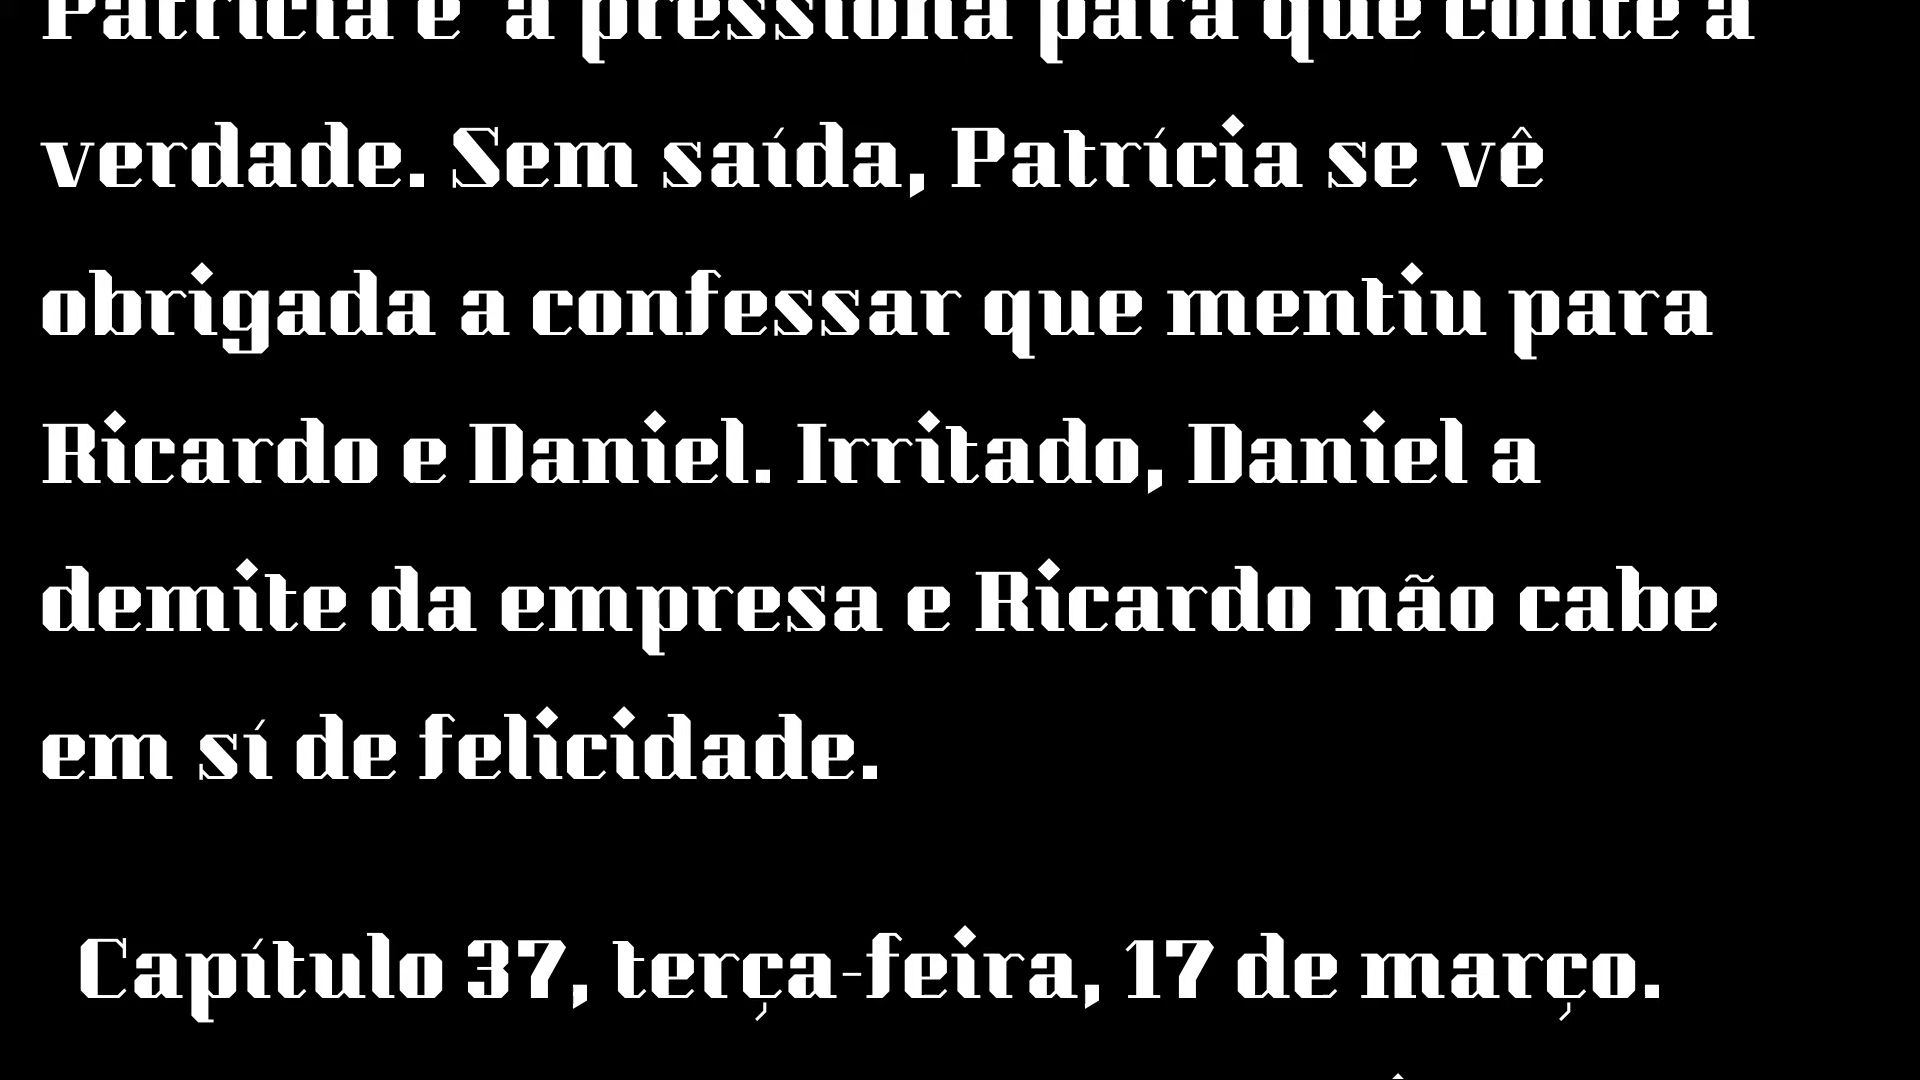 Patrícia e a pressiona para que conte a
verdade. Sem saída, Patrícia se vê
obrigada a confessar que mentiu para
Ricardo e Daniel. Irritado, Daniel a
demite da empresa e Ricardo não cabe
em sí de felicidade.
Capítulo 37, terça-feira, 17 de março.